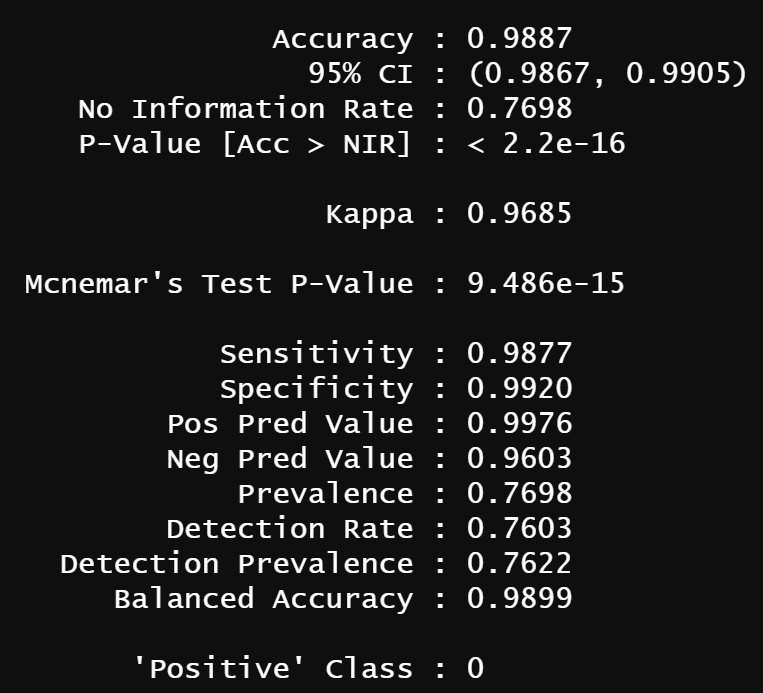 Accuracy : 0.9887
95% CI : (0.9867, 0.9905)
No Information Rate : 0.7698
P-Value [Acc > NIR] : < 2.2e-16
Kappa : 0.9685
Mcnemar's Test P-Value : 9.486e-15
Sensitivity : 0.9877
Specificity : 0.9920
Pos Pred Value : 0.9976
Neg Pred Value : 0.9603
Prevalence : 0.7698
Detection Rate : 0.7603
Detection Prevalence : 0.7622
Balanced Accuracy : 0.9899
'Positive' Class : 0